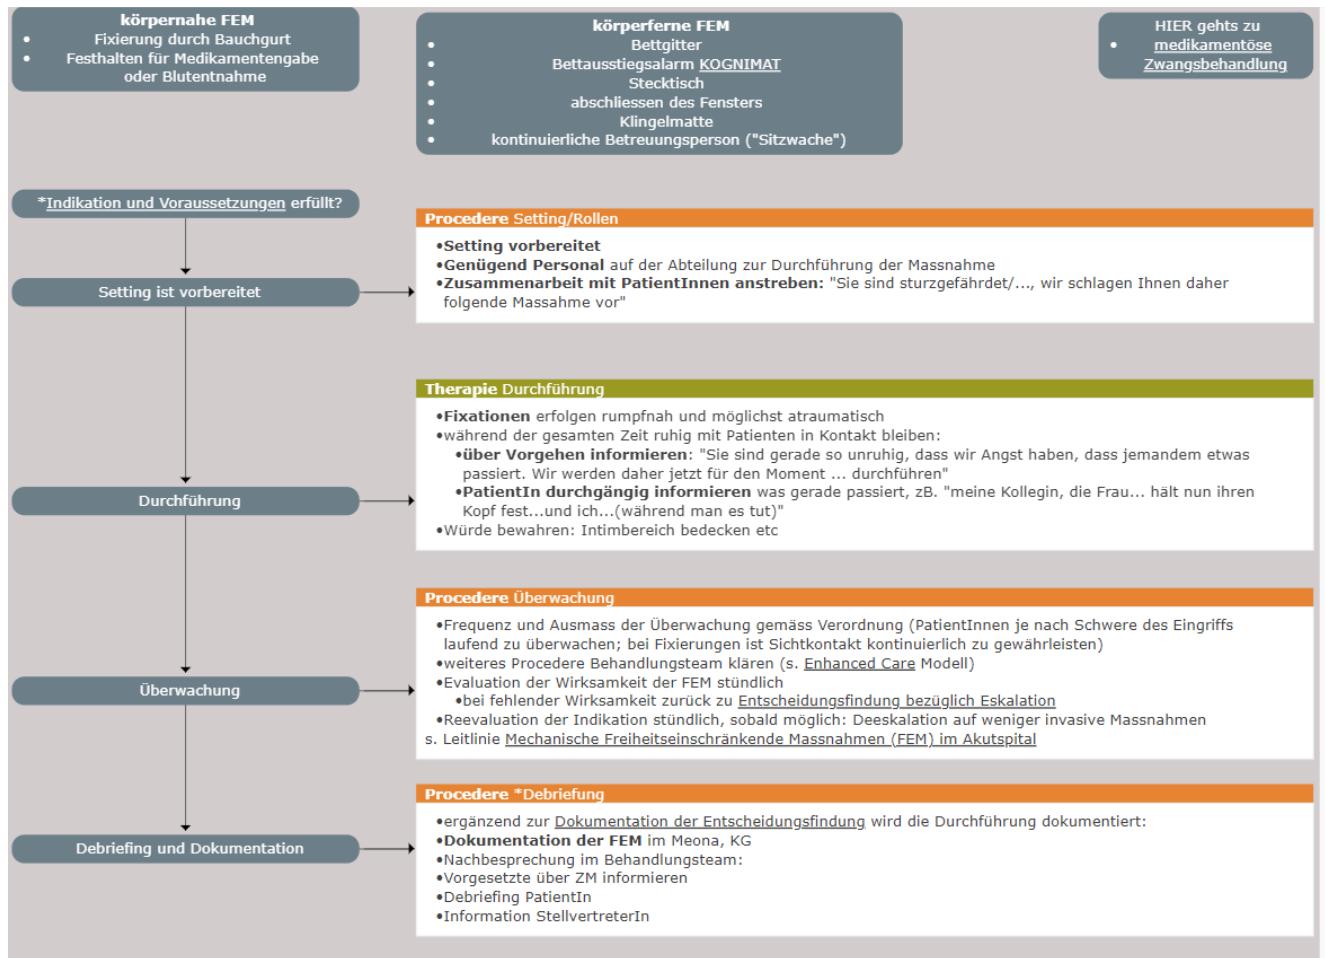 körpernahe FEM
• Fixierung durch Bauchgurt
• Festhalten für Medikamentengabe
oder Blutentnahme
körperferne FEM
• Bettgitter
• Bettausstiegsalarm KOGNIMAT
• Stecktisch
• abschliessen des Fensters
• Klingelmatte
• kontinuierliche Betreuungsperson ("Sitzwache")
HIER gehts zu
• medikamentöse
Zwangsbehandlung
*Indikation und Voraussetzungen erfüllt?
Setting ist vorbereitet
Procedere Setting/Rollen
•Setting vorbereitet
•Genügend Personal auf der Abteilung zur Durchführung der Massnahme
•Zusammenarbeit mit PatientInnen anstreben: "Sie sind sturzgefährdet/..., wir schlagen Ihnen daher
folgende Massahme vor"
Durchführung
Therapie Durchführung
•Fixationen erfolgen rumpfnah und möglichst atraumatisch
•während der gesamten Zeit ruhig mit Patienten in Kontakt bleiben:
•über Vorgehen informieren: "Sie sind gerade so unruhig, dass wir Angst haben, dass jemandem etwas
passiert. Wir werden daher jetzt für den Moment ... durchführen"
•PatientIn durchgängig informieren was gerade passiert, zB. "meine Kollegin, die Frau... hält nun ihren
Kopf fest...und ich...(während man es tut)"
•Würde bewahren: Intimbereich bedecken etc
Überwachung
Procedere Überwachung
•Frequenz und Ausmass der Überwachung gemäss Verordnung (PatientInnen je nach Schwere des Eingriffs
laufend zu überwachen; bei Fixierungen ist Sichtkontakt kontinuierlich zu gewährleisten)
•weiteres Procedere Behandlungsteam klären (s. Enhanced Care Modell)
•Evaluation der Wirksamkeit der FEM stündlich
•bei fehlender Wirksamkeit zurück zu Entscheidungsfindung bezüglich Eskalation
•Reevaluation der Indikation stündlich, sobald möglich: Deeskalation auf weniger invasive Massnahmen
s. Leitlinie Mechanische Freiheitseinschränkende Massnahmen (FEM) im Akutspital
Debriefing und Dokumentation
Procedere *Debriefung
•ergänzend zur Dokumentation der Entscheidungsfindung wird die Durchführung dokumentiert:
•Dokumentation der FEM im Meona, KG
•Nachbesprechung im Behandlungsteam:
•Vorgesetzte über ZM informieren
•Debriefing PatientIn
•Information StellvertreterIn